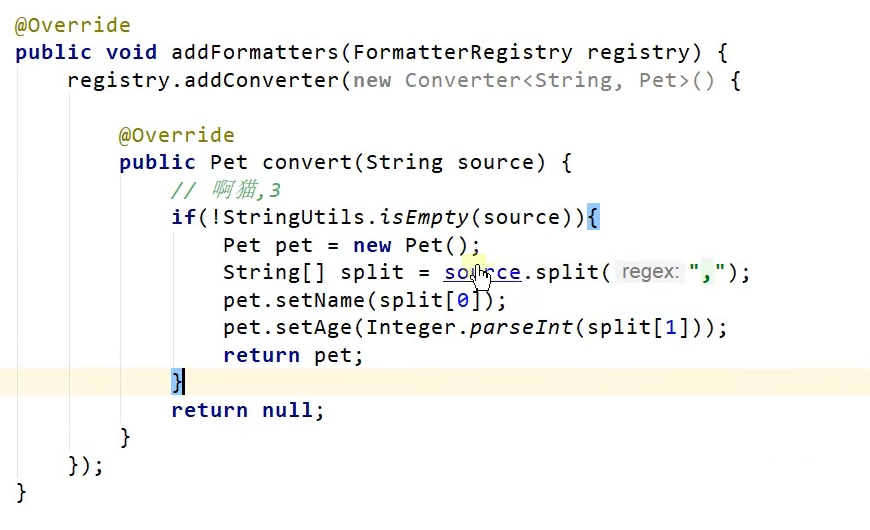 @Override
public void addFormatters(FormatterRegistry registry) {
registry.addConverter(new Converter<String, Pet>() {
@Override
public Pet convert(String source) {
// 啊猫,3
if(!StringUtils.isEmpty(source)){
Pet pet = new Pet();
String[] split = source.split( regex: ",");
pet.setName(split[0]);
pet.setAge(Integer.parseInt(split[1]));
return pet;
}
return null;
}
});
}